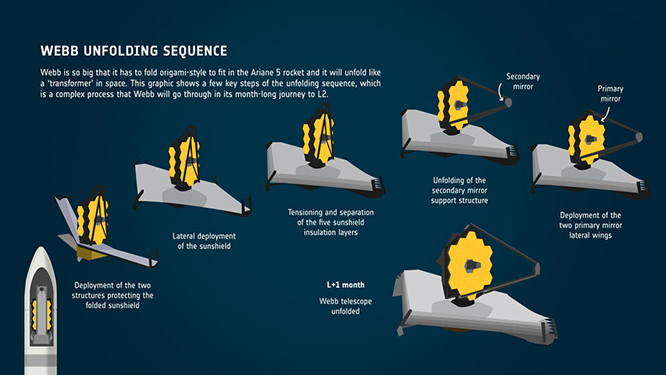 WEBB UNFOLDING SEQUENCE
Webb is so big that it has to fold origami-style to fit in the Ariane 5 rocket and it will unfold like
a ‘transformer’ in space. This graphic shows a few key steps of the unfolding sequence, which
is a complex process that Webb will go through in its month-long journey to L2.
Deployment of the two
structures protecting the
folded sunshield
Lateral deployment
of the sunshield
Tensioning and separation
of the five sunshield
insulation layers
Secondary
mirror
Unfolding of the
secondary mirror
support structure
Primary
mirror
Deployment of the
two primary mirror
lateral wings
L+1 month
Webb telescope
unfolded